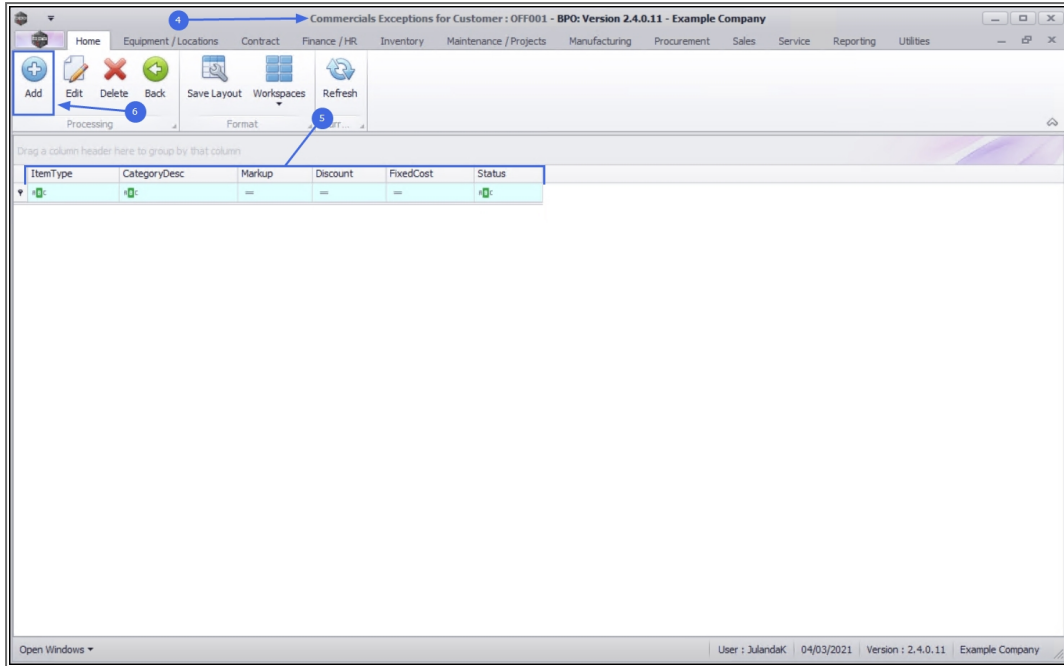 4
Commercials Exceptions for Customer : OFF001 - BPO: Version 2.4.0.11 - Example Company
Home Equipment / Locations Contract Finance / HR Inventory Maintenance / Projects Manufacturing Procurement Sales Service Reporting Utilities
Add Edit Delete Back Save Layout Workspaces Refresh
6
5
Processing Format
Drag a column header here to group by that column
ItemType CategoryDesc Markup Discount FixedCost Status
Open Windows User : JulandaK 04/03/2021 Version : 2.4.0.11 Example Company